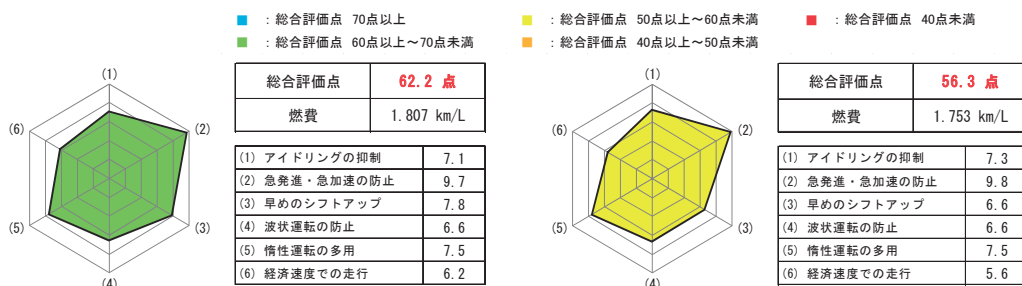 ■ ：総合評価点 70点以上
■ ：総合評価点 60点以上～70点未満
■ ：総合評価点 50点以上～60点未満
■ ：総合評価点 40点以上～50点未満
■ ：総合評価点 40点未満
(1)
(2)
(3)
(4)
(5)
(6)
総合評価点 62.2 点
燃費 1.807 km/L
(1) アイドリングの抑制 7.1
(2) 急発進・急加速の防止 9.7
(3) 早めのシフトアップ 7.8
(4) 波状運転の防止 6.6
(5) 惰性運転の多用 7.5
(6) 経済速度での走行 6.2
(1)
(2)
(3)
(4)
(5)
(6)
総合評価点 56.3 点
燃費 1.753 km/L
(1) アイドリングの抑制 7.3
(2) 急発進・急加速の防止 9.8
(3) 早めのシフトアップ 6.6
(4) 波状運転の防止 6.6
(5) 惰性運転の多用 7.5
(6) 経済速度での走行 5.6